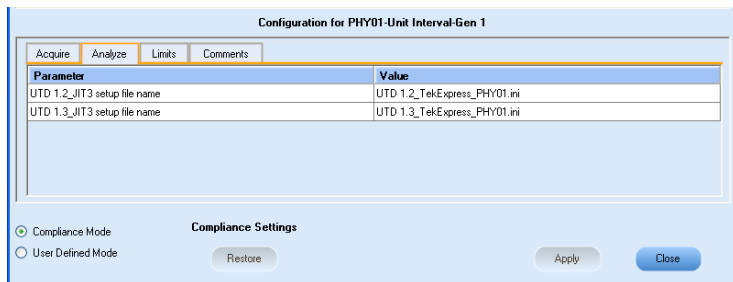 Configuration for PHY01-Unit Interval-Gen 1
Acquire Analyze Limits Comments
Parameter Value
UTD 1.2_JIT3 setup file name UTD 1.2_TekExpress_PHY01.ini
UTD 1.3_JIT3 setup file name UTD 1.3_TekExpress_PHY01.ini
Compliance Mode Compliance Settings
User Defined Mode Restore Apply Close